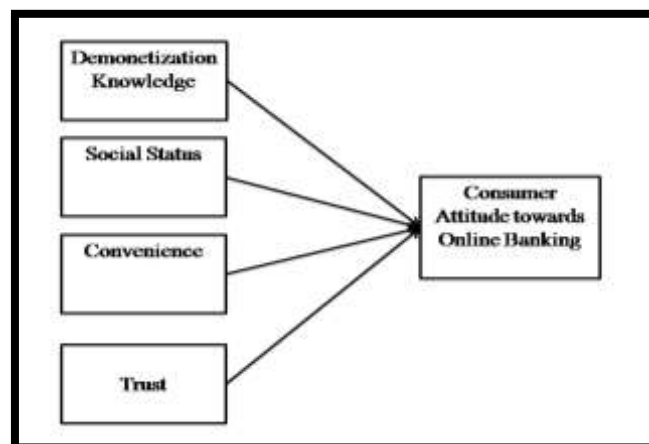 Demonetization
Knowledge
Social Status
Convenience
Trust
Consumer
Attitude towards
Online Banking